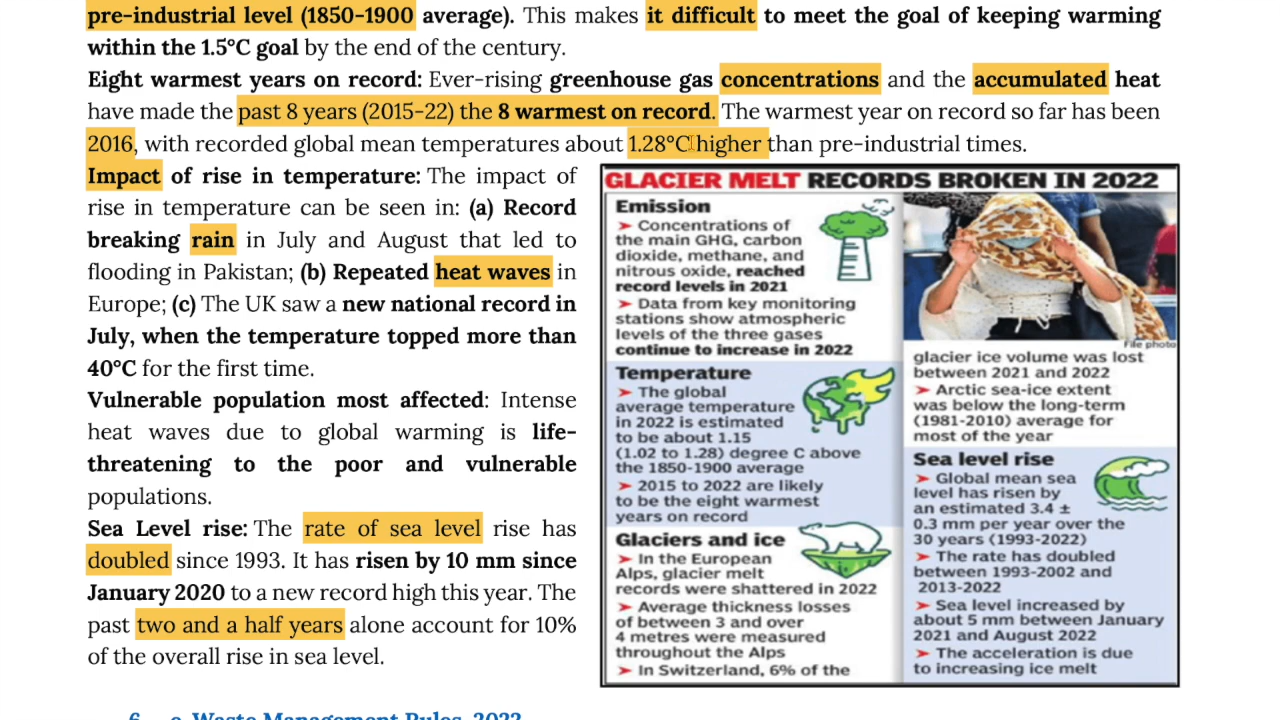 pre-industrial level (1850-1900 average). This makes it difficult to meet the goal of keeping warming
within the 1.5°C goal by the end of the century.
Eight warmest years on record: Ever-rising greenhouse gas concentrations and the accumulated heat
have made the past 8 years (2015-22) the 8 warmest on record. The warmest year on record so far has been
2016, with recorded global mean temperatures about 1.28°C higher than pre-industrial times.
Impact of rise in temperature: The impact of
rise in temperature can be seen in: (a) Record
breaking rain in July and August that led to
flooding in Pakistan; (b) Repeated heat waves in
Europe; (c) The UK saw a new national record in
July, when the temperature topped more than
40°C for the first time.
Vulnerable population most affected: Intense
heat waves due to global warming is life-
threatening to the poor and vulnerable
populations.
Sea Level rise: The rate of sea level rise has
doubled since 1993. It has risen by 10 mm since
January 2020 to a new record high this year. The
past two and a half years alone account for 10%
of the overall rise in sea level.
GLACIER MELT RECORDS BROKEN IN 2022
Emission
➤ Concentrations of
the main GHG, carbon
dioxide, methane, and
nitrous oxide, reached
record levels in 2021
➤ Data from key monitoring
stations show atmospheric
levels of the three gases
continue to increase in 2022
Temperature
➤ The global
average temperature
in 2022 is estimated
to be about 1.15
(1.02 to 1.28) degree C above
the 1850-1900 average
➤ 2015 to 2022 are likely
to be the eight warmest
years on record
Glaciers and ice
➤ In the European
Alps, glacier melt
records were shattered in 2022
➤ Average thickness losses
of between 3 and over
4 metres were measured
throughout the Alps
➤ In Switzerland, 6% of the
File photo
glacier ice volume was lost
between 2021 and 2022
➤ Arctic sea-ice extent
was below the long-term
(1981-2010) average for
most of the year
Sea level rise
➤ Global mean sea
level has risen by
an estimated 3.4 ±
0.3 mm per year over the
30 years (1993-2022)
➤ The rate has doubled
between 1993-2002 and
2013-2022
➤ Sea level increased by
about 5 mm between January
2021 and August 2022
➤ The acceleration is due
to increasing ice melt
6. e-Waste Management Rules, 2022